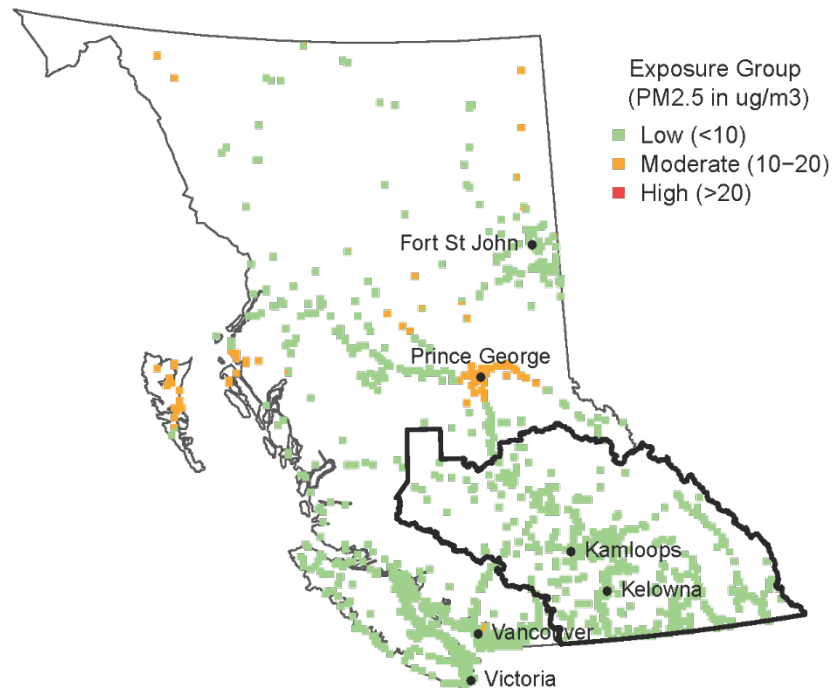 Exposure Group
(PM2.5 in ug/m3)
Low (<10)
Moderate (10−20)
High (>20)
Fort St John
Prince George
Kamloops
Kelowna
Vancouver
Victoria